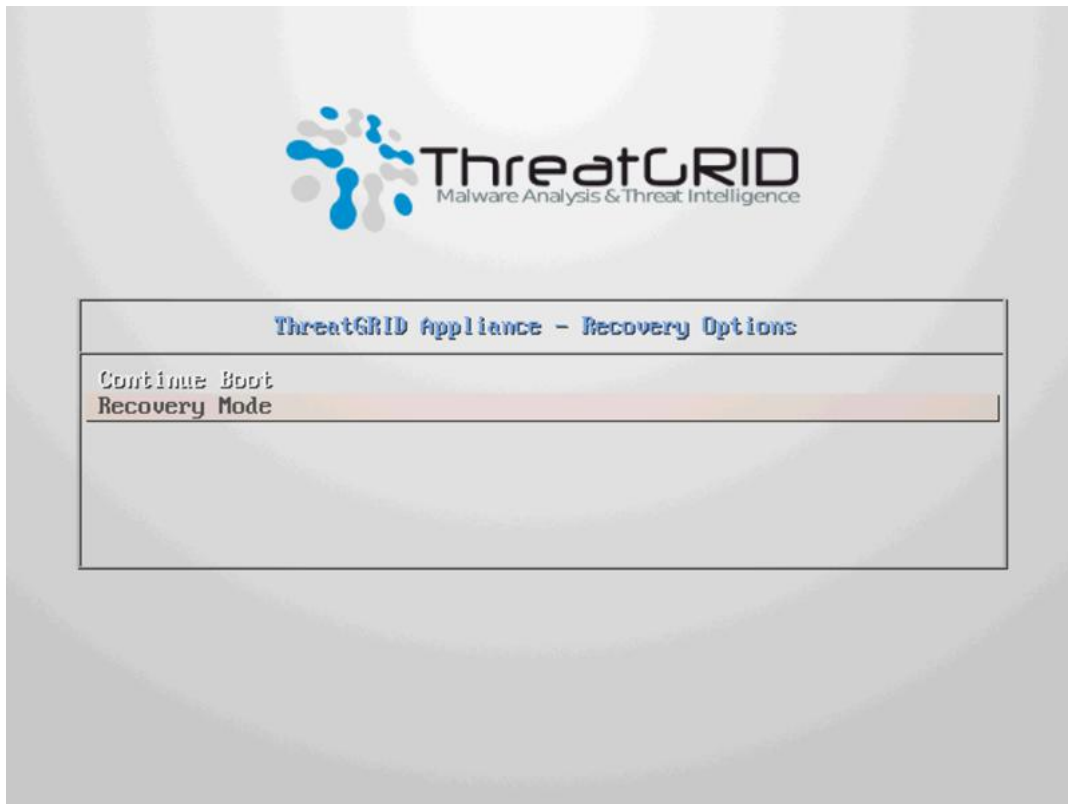 ThreatGRID
Malware Analysis & Threat Intelligence
ThreatGRID Appliance - Recovery Options
Continue Boot
Recovery Mode